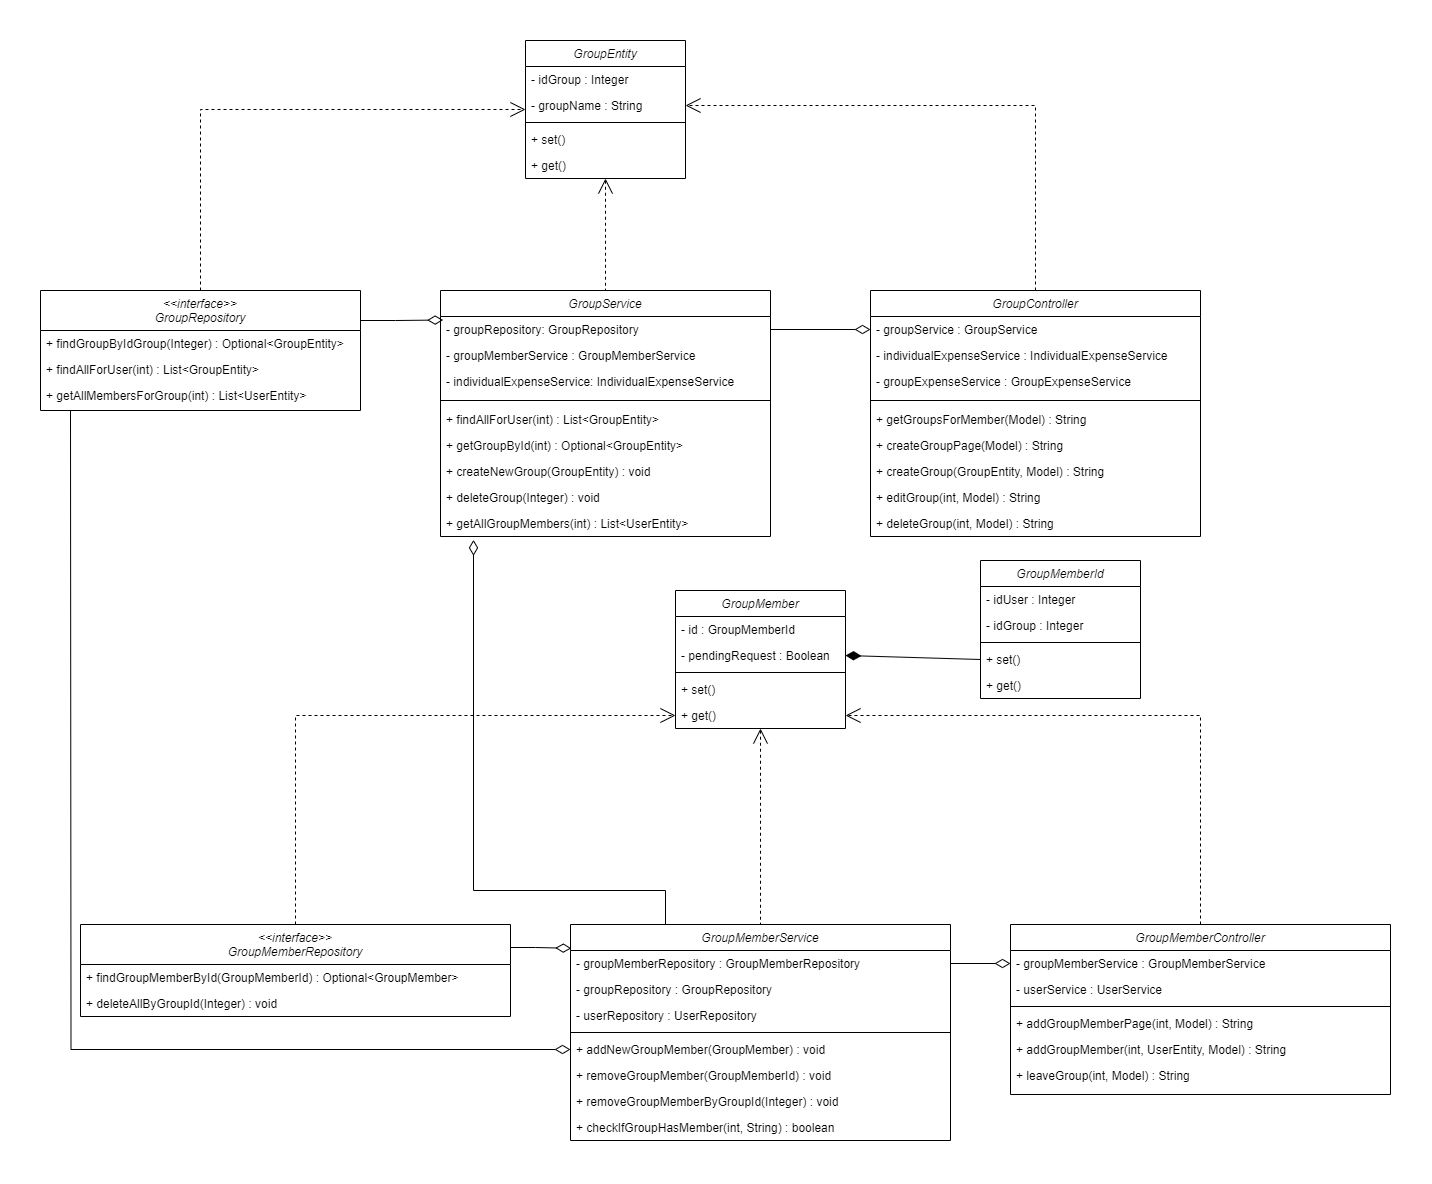 GroupEntity
- idGroup : Integer
- groupName : String
+ set()
+ get()
<<interface>>
GroupRepository
+ findGroupByIdGroup(Integer) : Optional<GroupEntity>
+ findAllForUser(int) : List<GroupEntity>
+ getAllMembersForGroup(int) : List<UserEntity>
GroupService
- groupRepository: GroupRepository
- groupMemberService : GroupMemberService
- individualExpenseService: IndividualExpenseService
+ findAllForUser(int) : List<GroupEntity>
+ getGroupById(int) : Optional<GroupEntity>
+ createNewGroup(GroupEntity) : void
+ deleteGroup(Integer) : void
+ getAllGroupMembers(int) : List<UserEntity>
GroupController
- groupService : GroupService
- individualExpenseService : IndividualExpenseService
- groupExpenseService : GroupExpenseService
+ getGroupsForMember(Model) : String
+ createGroupPage(Model) : String
+ createGroup(GroupEntity, Model) : String
+ editGroup(int, Model) : String
+ deleteGroup(int, Model) : String
GroupMember
- id : GroupMemberId
- pendingRequest : Boolean
+ set()
+ get()
GroupMemberId
- idUser : Integer
- idGroup : Integer
+ set()
+ get()
<<interface>>
GroupMemberRepository
+ findGroupMemberById(GroupMemberId) : Optional<GroupMember>
+ deleteAllByGroupId(Integer) : void
GroupMemberService
- groupMemberRepository : GroupMemberRepository
- groupRepository : GroupRepository
- userRepository : UserRepository
+ addNewGroupMember(GroupMember) : void
+ removeGroupMember(GroupMemberId) : void
+ removeGroupMemberByGroupId(Integer) : void
+ checkIfGroupHasMember(int, String) : boolean
GroupMemberController
- groupMemberService : GroupMemberService
- userService : UserService
+ addGroupMemberPage(int, Model) : String
+ addGroupMember(int, UserEntity, Model) : String
+ leaveGroup(int, Model) : String